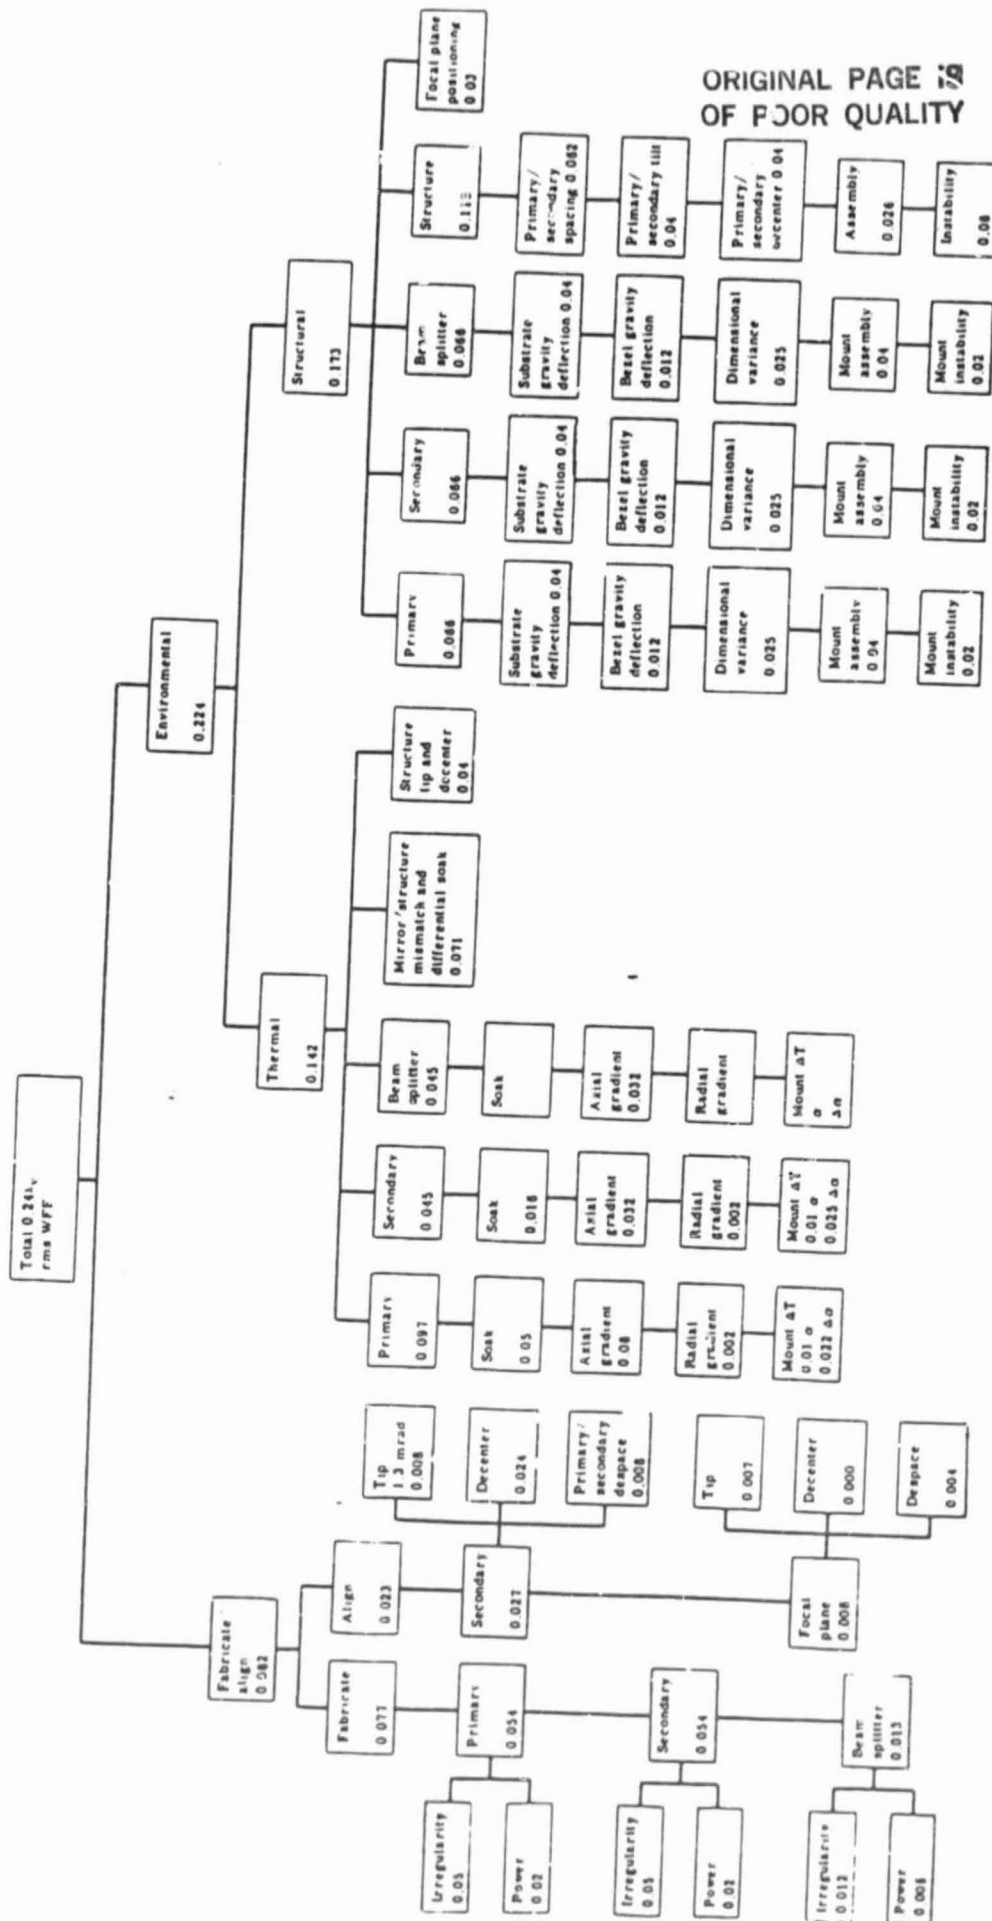 ORIGINAL PAGE IS
OF POOR QUALITY
Total 0.24λv
rms WFE
Fabricate
align
0.082
Environmental
0.224
Fabricate
0.077
Align
0.023
Thermal
0.142
Structural
0.173
Primary
0.054
Irregularity
0.05
Power
0.02
Secondary
0.054
Irregularity
0.05
Power
0.02
Beam
splitter
0.013
Irregularity
0.012
Power
0.006
Secondary
0.027
Tip
1.3 mrad
0.008
Decenter
0.024
Primary/
secondary
despace
0.008
Focal
plane
0.008
Tip
0.007
Decenter
0.000
Despace
0.004
Primary
0.097
Soak
0.05
Axial
gradient
0.08
Radial
gradient
0.002
Mount ΔT
0.01 α
0.022 Δα
Secondary
0.045
Soak
0.016
Axial
gradient
0.032
Radial
gradient
0.002
Mount ΔT
0.01 α
0.025 Δα
Beam
splitter
0.045
Soak
Axial
gradient
0.032
Radial
gradient
Mount ΔT
α
Δα
Mirror/structure
mismatch and
differential soak
0.071
Structure
tip and
decenter
0.04
Primary
0.066
Substrate
gravity
deflection 0.04
Bezel gravity
deflection
0.012
Dimensional
variance
0.025
Mount
assembly
0.04
Mount
instability
0.02
Secondary
0.066
Substrate
gravity
deflection 0.04
Bezel gravity
deflection
0.012
Dimensional
variance
0.025
Mount
assembly
0.04
Mount
instability
0.02
Beam
splitter
0.066
Substrate
gravity
deflection 0.04
Bezel gravity
deflection
0.012
Dimensional
variance
0.025
Mount
assembly
0.04
Mount
instability
0.02
Structure
Primary/
secondary
spacing 0.062
Primary/
secondary tilt
0.04
Primary/
secondary
decenter 0.04
Assembly
0.026
Instability
0.08
Focal plane
positioning
0.03